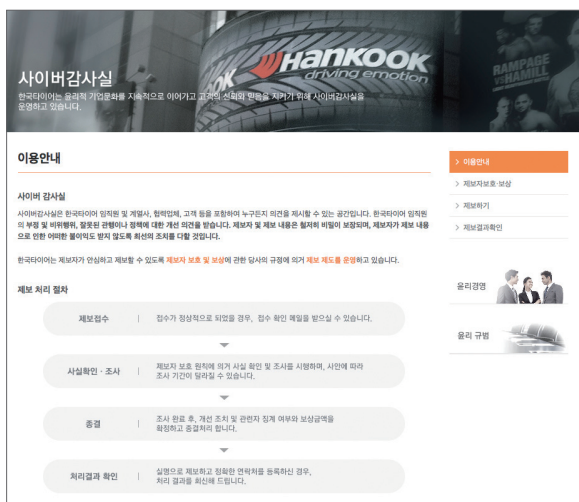 사이버감사실
한국타이어는 윤리적 기업문화를 지속적으로 이어가고 고객의 신뢰와 믿음을 지키기 위해 사이버감사실을
운영하고 있습니다.
HANKOOK
driving emotion
RAMPAGE
VS HAMILL
이용안내
사이버 감사실
사이버감사실은 한국타이어 임직원 및 계열사, 협력업체, 고객 등을 포함하여 누구든지 의견을 제시할 수 있는 공간입니다. 한국타이어 임직원
의 부정 및 비위행위, 잘못된 관행이나 정책에 대한 개선 의견을 받습니다. 제보자 및 제보 내용은 철저히 비밀이 보장되며, 제보자가 제보 내용
으로 인한 어떠한 불이익도 받지 않도록 최선의 조치를 다할 것입니다.
한국타이어는 제보자가 안심하고 제보할 수 있도록 제보자 보호 및 보상에 관한 당사의 규정에 의거 제보 제도를 운영하고 있습니다.
제보 처리 절차
제보접수 | 접수가 정상적으로 되었을 경우, 접수 확인 메일을 받으실 수 있습니다.
사실확인 · 조사 | 제보자 보호 원칙에 의거 사실 확인 및 조사를 시행하며, 사안에 따라
조사 기간이 달라질 수 있습니다.
종결 | 조사 완료 후, 개선 조치 및 관련자 징계 여부와 보상금액을
확정하고 종결처리 합니다.
처리결과 확인 | 실명으로 제보하고 정확한 연락처를 등록하신 경우,
처리 결과를 회신해 드립니다.
> 이용안내
> 제보자보호·보상
> 제보하기
> 제보결과확인
윤리경영
윤리 규범